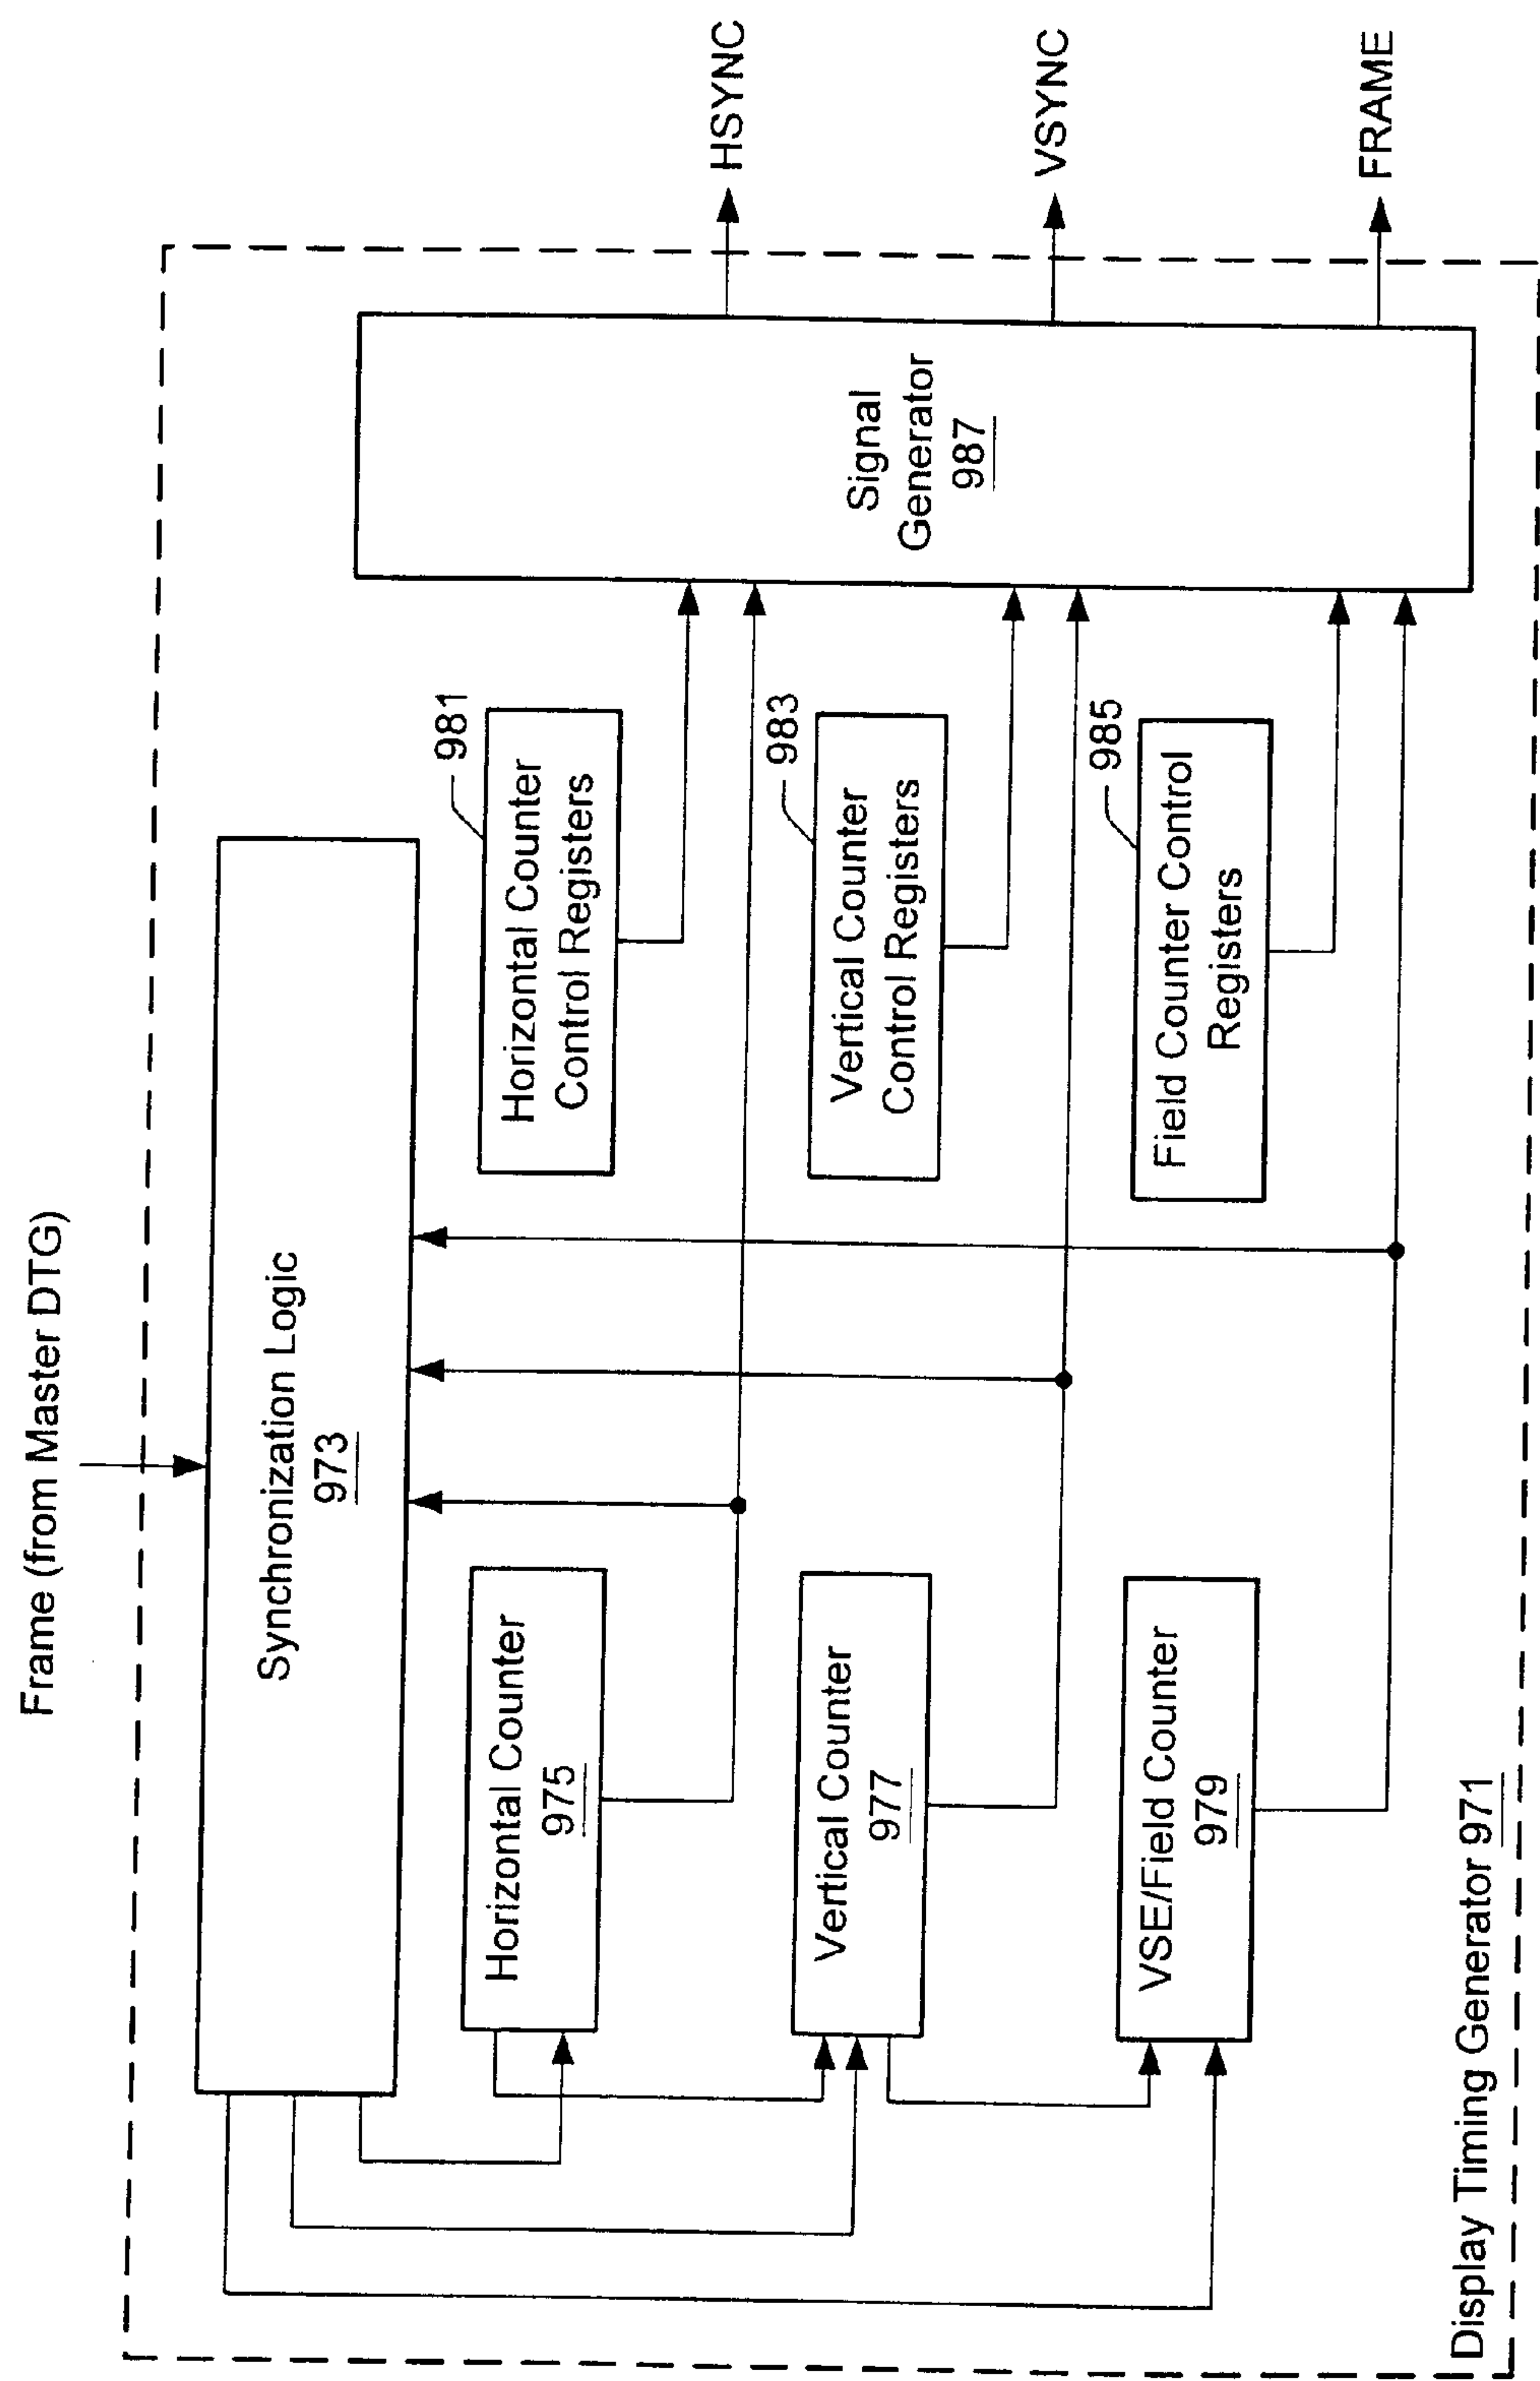 Frame (from Master DTG)
Synchronization Logic
973
Horizontal Counter
975
Vertical Counter
977
VSE/Field Counter
979
981
Horizontal Counter
Control Registers
983
Vertical Counter
Control Registers
985
Field Counter Control
Registers
Signal
Generator
987
HSYNC
VSYNC
FRAME
Display Timing Generator 971